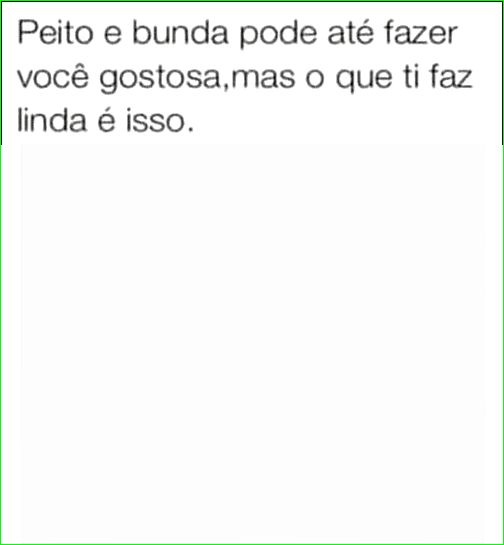 Peito e bunda pode até fazer
você gostosa,mas o que ti faz
linda é isso.